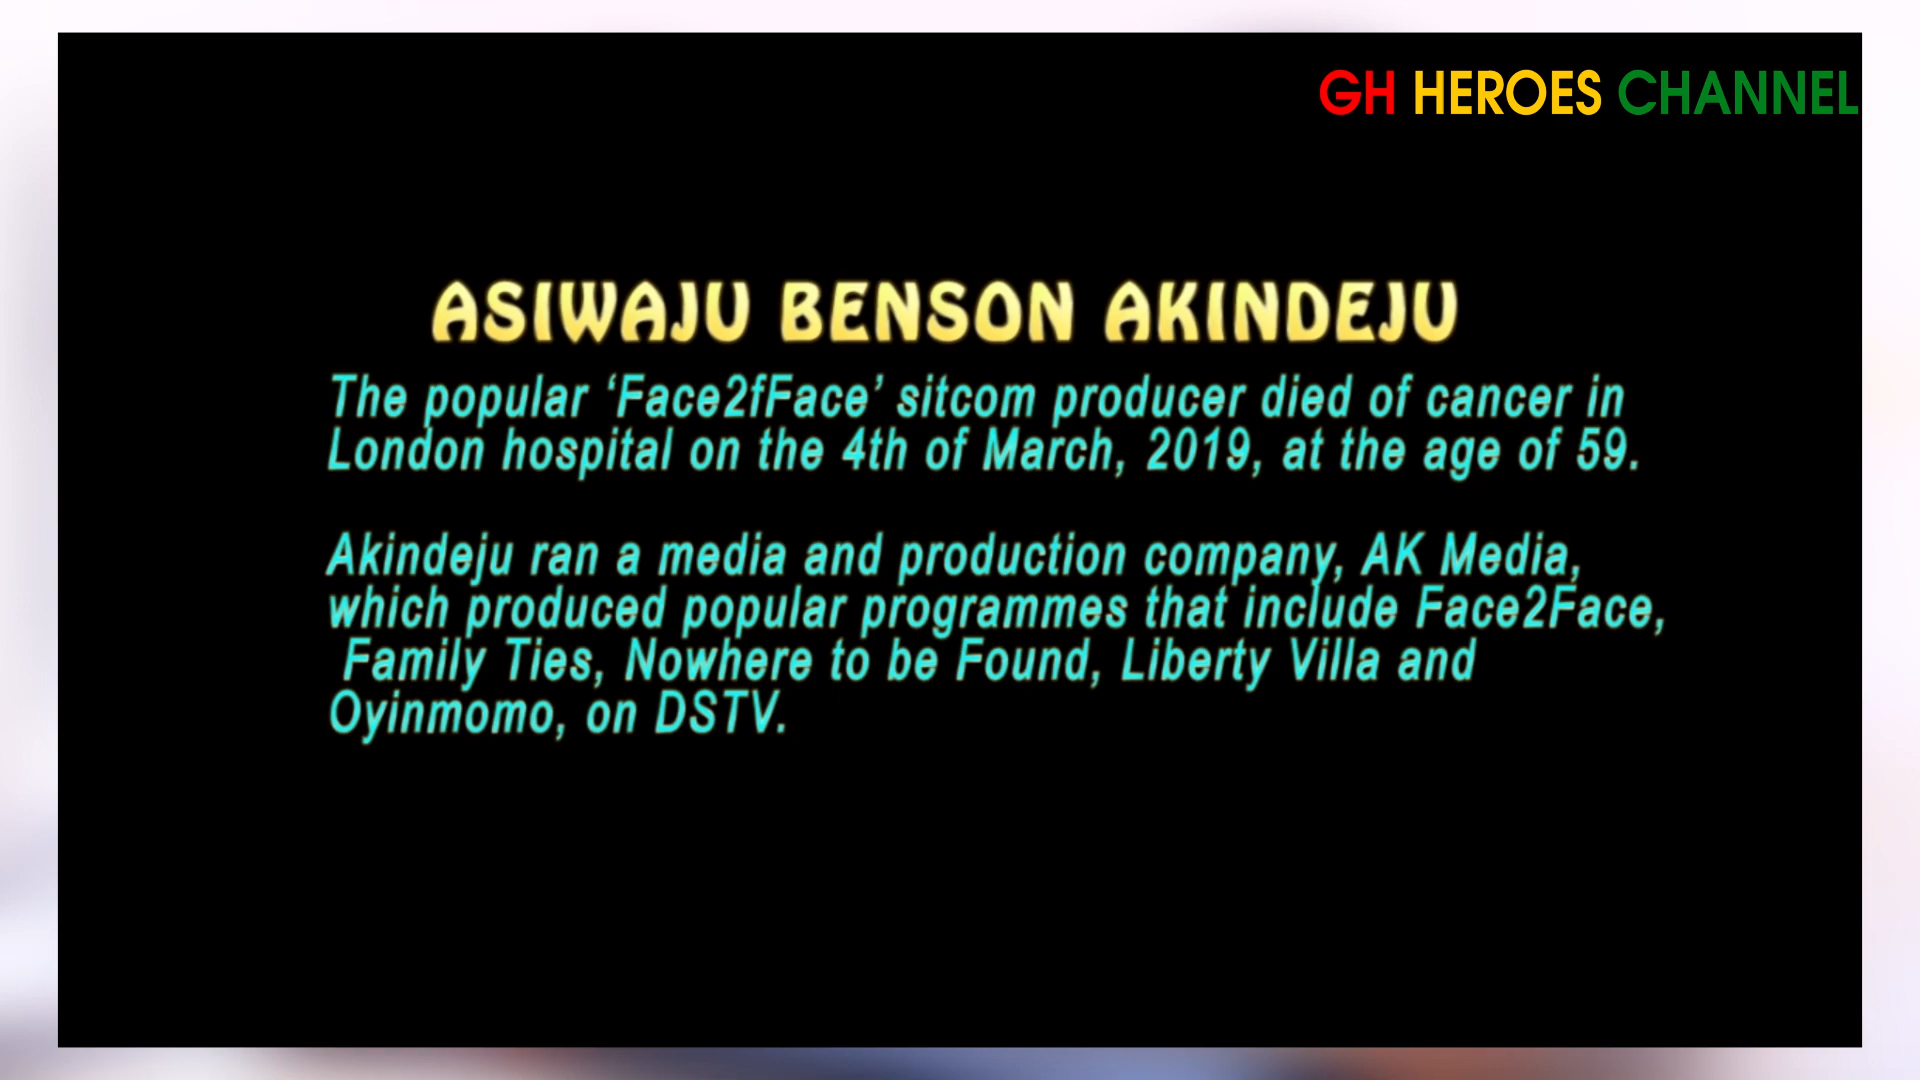 GH HEROES CHANNEL
ASIWAJU BENSON AKINDEJU
The popular ‘Face2fFace’ sitcom producer died of cancer in
London hospital on the 4th of March, 2019, at the age of 59.
Akindeju ran a media and production company, AK Media,
which produced popular programmes that include Face2Face,
Family Ties, Nowhere to be Found, Liberty Villa and
Oyinmomo, on DSTV.